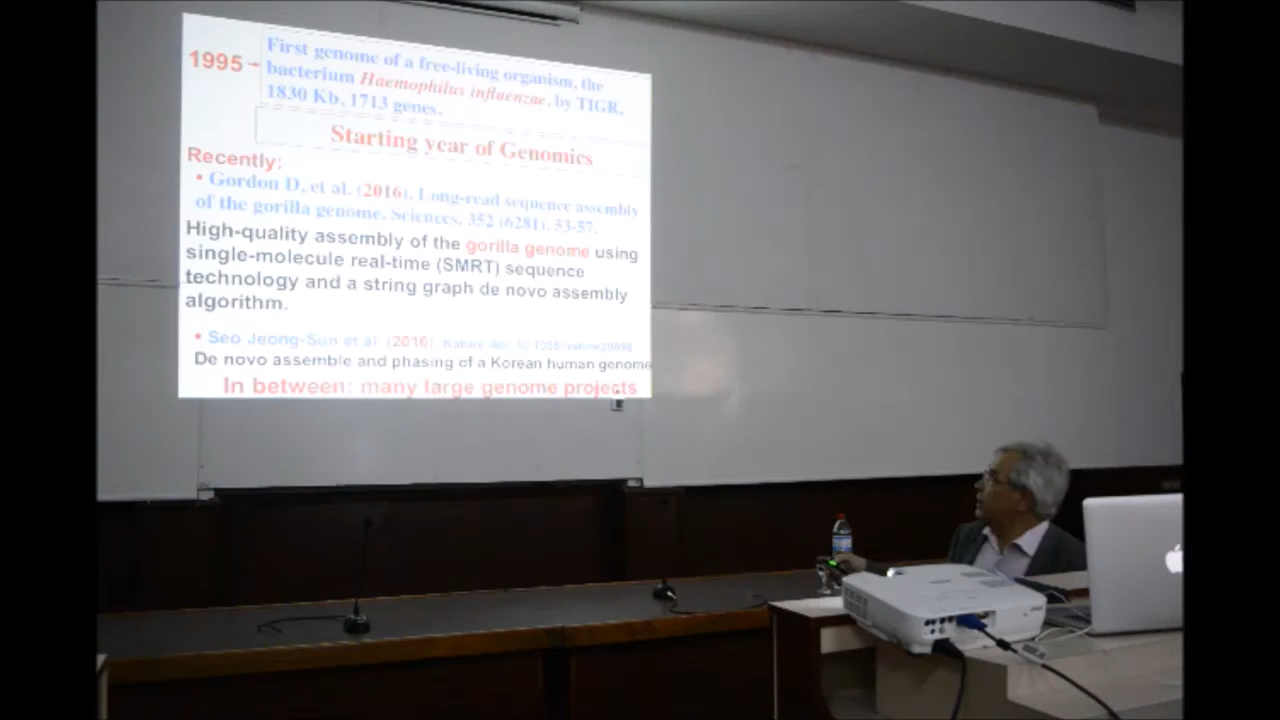 1995 - First genome of a free-living organism, the
bacterium Haemophilus influenzae, by TIGR,
1830 Kb, 1713 genes.
Starting year of Genomics
Recently:
• Gordon D, et al. (2016). Long-read sequence assembly
of the gorilla genome. Sciences, 352 (6281), 53-57.
High-quality assembly of the gorilla genome using
single-molecule real-time (SMRT) sequence
technology and a string graph de novo assembly
algorithm.
• Seo Jeong-Sun et al. (2016). Nature doi:
De novo assemble and phasing of a Korean human genome
In between: many large genome projects